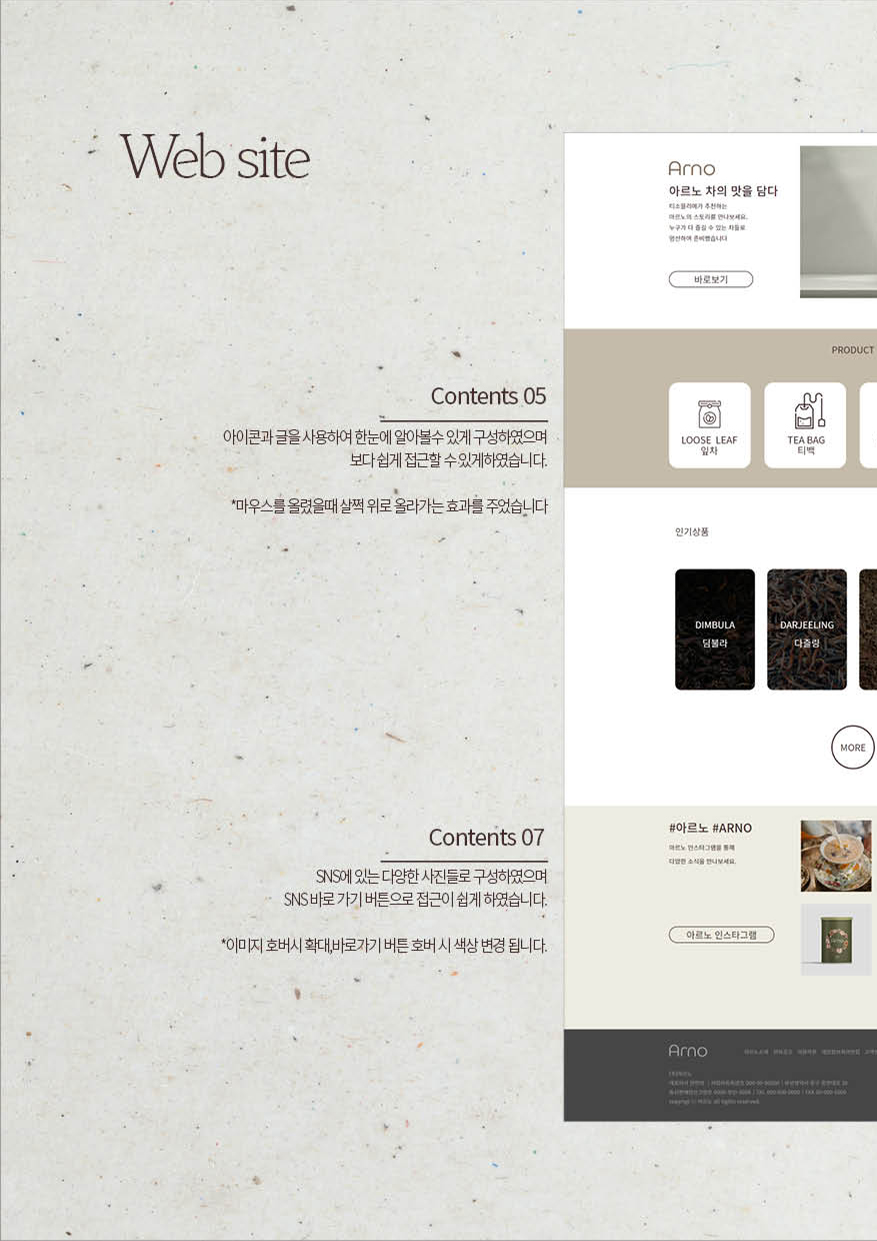 Web site
Arno
아르노 차의 맛을 담다
티소믈리에가 추천하는
아르노의 스토리를 만나보세요.
누구가 다 즐길 수 있는 차들로
엄선하여 준비했습니다
바로보기
Contents 05
아이콘과 글을 사용하여 한눈에 알아볼수 있게 구성하였으며
보다 쉽게 접근할 수 있게하였습니다.
*마우스를 올렸을때 살짝 위로 올라가는 효과를 주었습니다
PRODUCT
LOOSE LEAF
잎차
TEA BAG
티백
인기상품
DIMBULA
딤불라
DARJEELING
다즐링
MORE
Contents 07
SNS에 있는 다양한 사진들로 구성하였으며
SNS 바로 가기 버튼으로 접근이 쉽게 하였습니다.
*이미지 호버시 확대,바로가기 버튼 호버 시 색상 변경 됩니다.
#아르노 #ARNO
아르노 인스타그램을 통해
다양한 소식을 만나보세요.
아르노 인스타그램
Arno